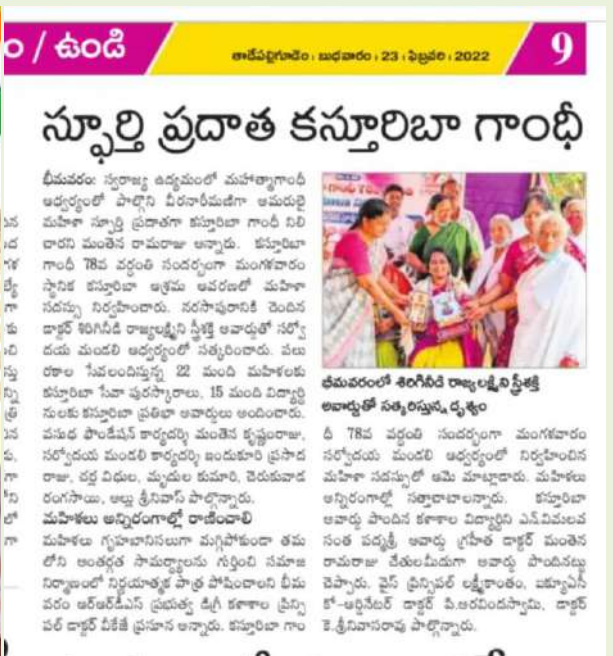 ం / ఉండి
తాడేపల్లిగూడెం : బుధవారం : 23 : ఫిబ్రవరి : 2022
9
స్ఫూర్తి ప్రదాత కస్తూరిబా గాంధీ
భీమవరం: స్వరాజ్య ఉద్యమంలో మహాత్మాగాంధీ
ఆధ్వర్యంలో పాల్గొని వీరనారీమణిగా అమరులై
మహిళా స్ఫూర్తి ప్రదాతగా కస్తూరిబా గాంధీ నిలి
చారని మంతెన రామరాజు అన్నారు. కస్తూరిబా
గాంధీ 78వ వర్ధంతి సందర్భంగా మంగళవారం
స్థానిక కస్తూరిబా ఆశ్రమ ఆవరణలో మహిళా
సదస్సు నిర్వహించారు. నరసాపురానికి చెందిన
డాక్టర్ శిరిగినీడి రాజ్యలక్ష్మిని స్త్రీశక్తి అవార్డుతో సర్వో
దయ మండలి ఆధ్వర్యంలో సత్కరించారు. పలు
రకాల సేవలందిస్తున్న 22 మంది మహిళలకు
కస్తూరిబా సేవా పురస్కారాలు, 15 మంది విద్యార్థి
నులకు కస్తూరిబా ప్రతిభా అవార్డులు అందించారు.
వసుధ ఫౌండేషన్ కార్యదర్శి మంతెన కృష్ణంరాజు,
సర్వోదయ మండలి కార్యదర్శి ఇందుకూరి ప్రసాద
రాజు, చర్ల విధుల, మృదుల కుమారి, చెరుకువాడ
రంగసాయి, అల్లు శ్రీనివాస్ పాల్గొన్నారు.
మహిళలు అన్నిరంగాల్లో రాణించాలి
మహిళలు గృహబానిసలుగా మగ్గిపోకుండా తమ
లోని అంతర్గత సామర్థ్యాలను గుర్తించి సమాజ
నిర్మాణంలో నిర్ణయాత్మక పాత్ర పోషించాలని భీమ
వరం ఆర్ఆర్డీఎస్ ప్రభుత్వ డిగ్రీ కళాశాల ప్రిన్సి
పల్ డాక్టర్ వీకేజే ప్రసూన అన్నారు. కస్తూరిబా గాం
భీమవరంలో శిరిగినీడి రాజ్యలక్ష్మిని స్త్రీశక్తి
అవార్డుతో సత్కరిస్తున్న దృశ్యం
ధీ 78వ వర్ధంతి సందర్భంగా మంగళవారం
సర్వోదయ మండలి ఆధ్వర్యంలో నిర్వహించిన
మహిళా సదస్సులో ఆమె మాట్లాడారు. మహిళలు
అన్నిరంగాల్లో సత్తాచాటాలన్నారు. కస్తూరిబా
అవార్డు పొందిన కళాశాల విద్యార్థిని ఎన్.విమలవ
సంత పద్మశ్రీ అవార్డు గ్రహీత డాక్టర్ మంతెన
రామరాజు చేతులమీదుగా అవార్డు పొందినట్లు
చెప్పారు. వైస్ ప్రిన్సిపల్ లక్ష్మీకాంతం, ఐక్యూఏసీ
కో-ఆర్డినేటర్ డాక్టర్ పి.అరవిందస్వామి, డాక్టర్
కె.శ్రీనివాసరావు పాల్గొన్నారు.